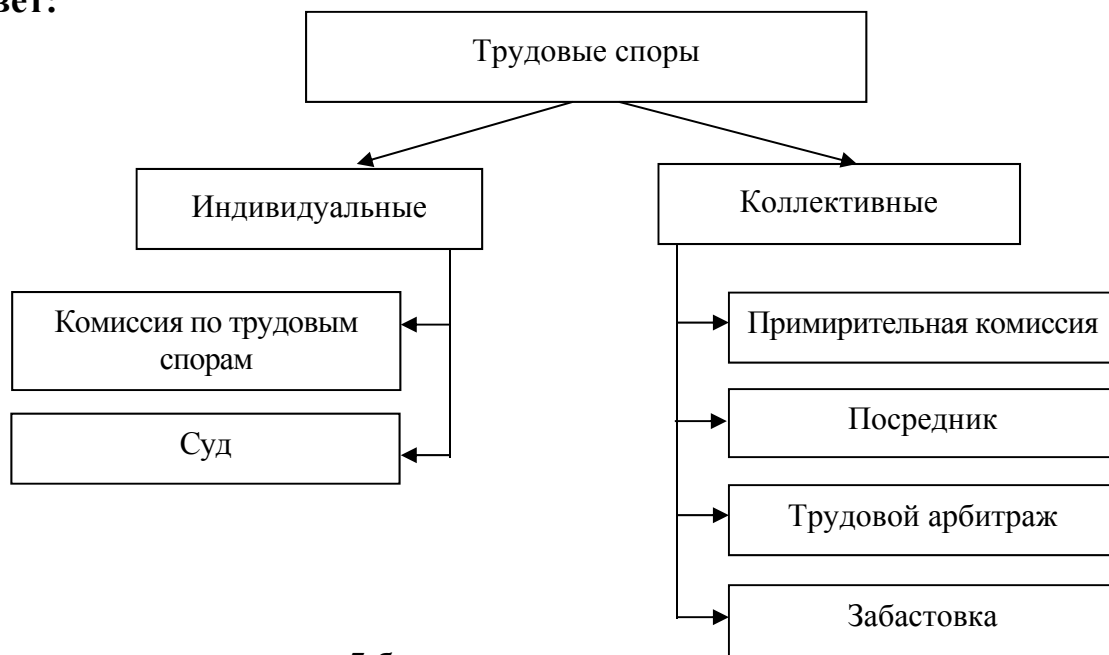 Трудовые споры
Индивидуальные
Коллективные
Комиссия по трудовым
спорам
Суд
Примирительная комиссия
Посредник
Трудовой арбитраж
Забастовка